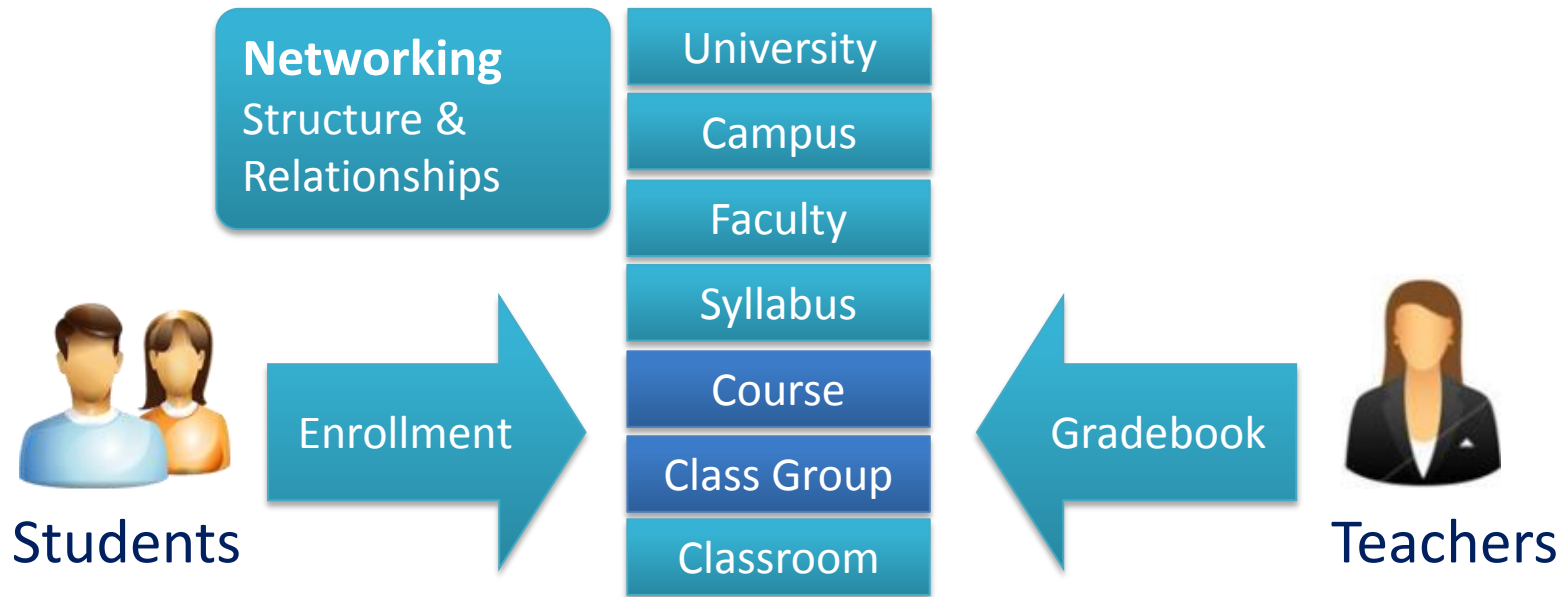 Networking
Structure &
Relationships
University
Campus
Faculty
Syllabus
Course
Class Group
Classroom
Enrollment
Students
Gradebook
Teachers